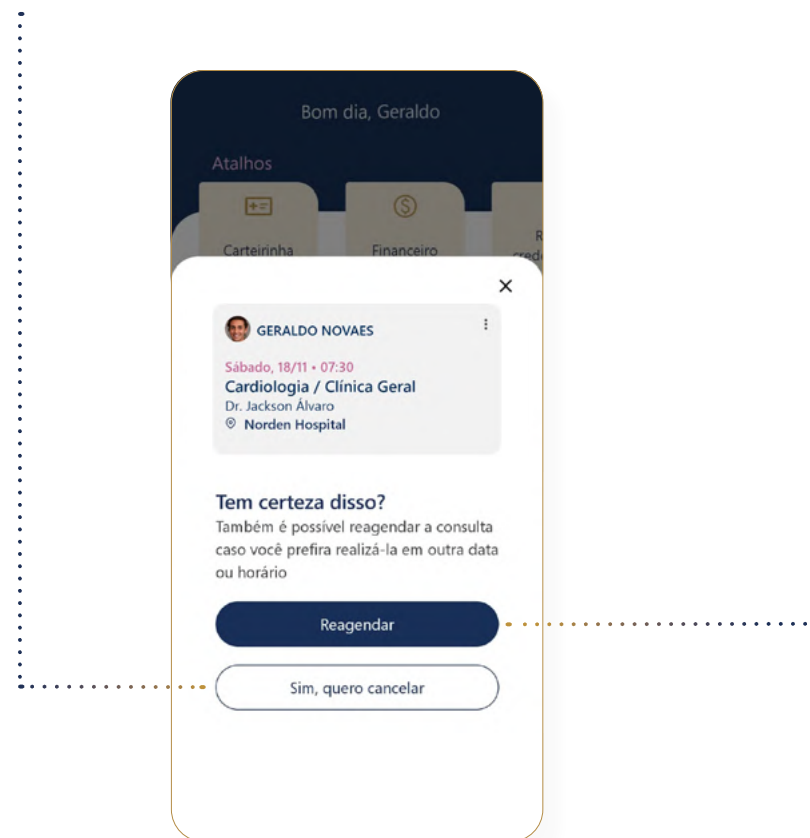 Bom dia, Geraldo
Atalhos
Carteirinha
Financeiro
R
cred
GERALDO NOVAES
Sábado, 18/11 • 07:30
Cardiologia / Clínica Geral
Dr. Jackson Álvaro
Norden Hospital
Tem certeza disso?
Também é possível reagendar a consulta
caso você prefira realizá-la em outra data
ou horário
Reagendar
Sim, quero cancelar